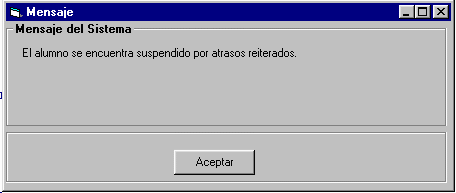 Mensaje
Mensaje del Sistema
El alumno se encuentra suspendido por atrasos reiterados.
Aceptar